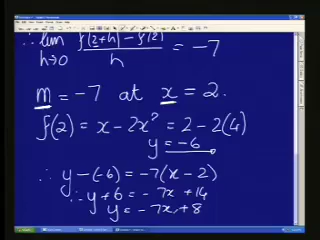 ∴ lim h→0 f(2+h) - f(2) / h = -7
m = -7 at x = 2.
f(2) = x - 2x² = 2 - 2(4)
y = -6
∴ y - (-6) = -7(x - 2)
∴ y + 6 = -7x + 14
y = -7x + 8